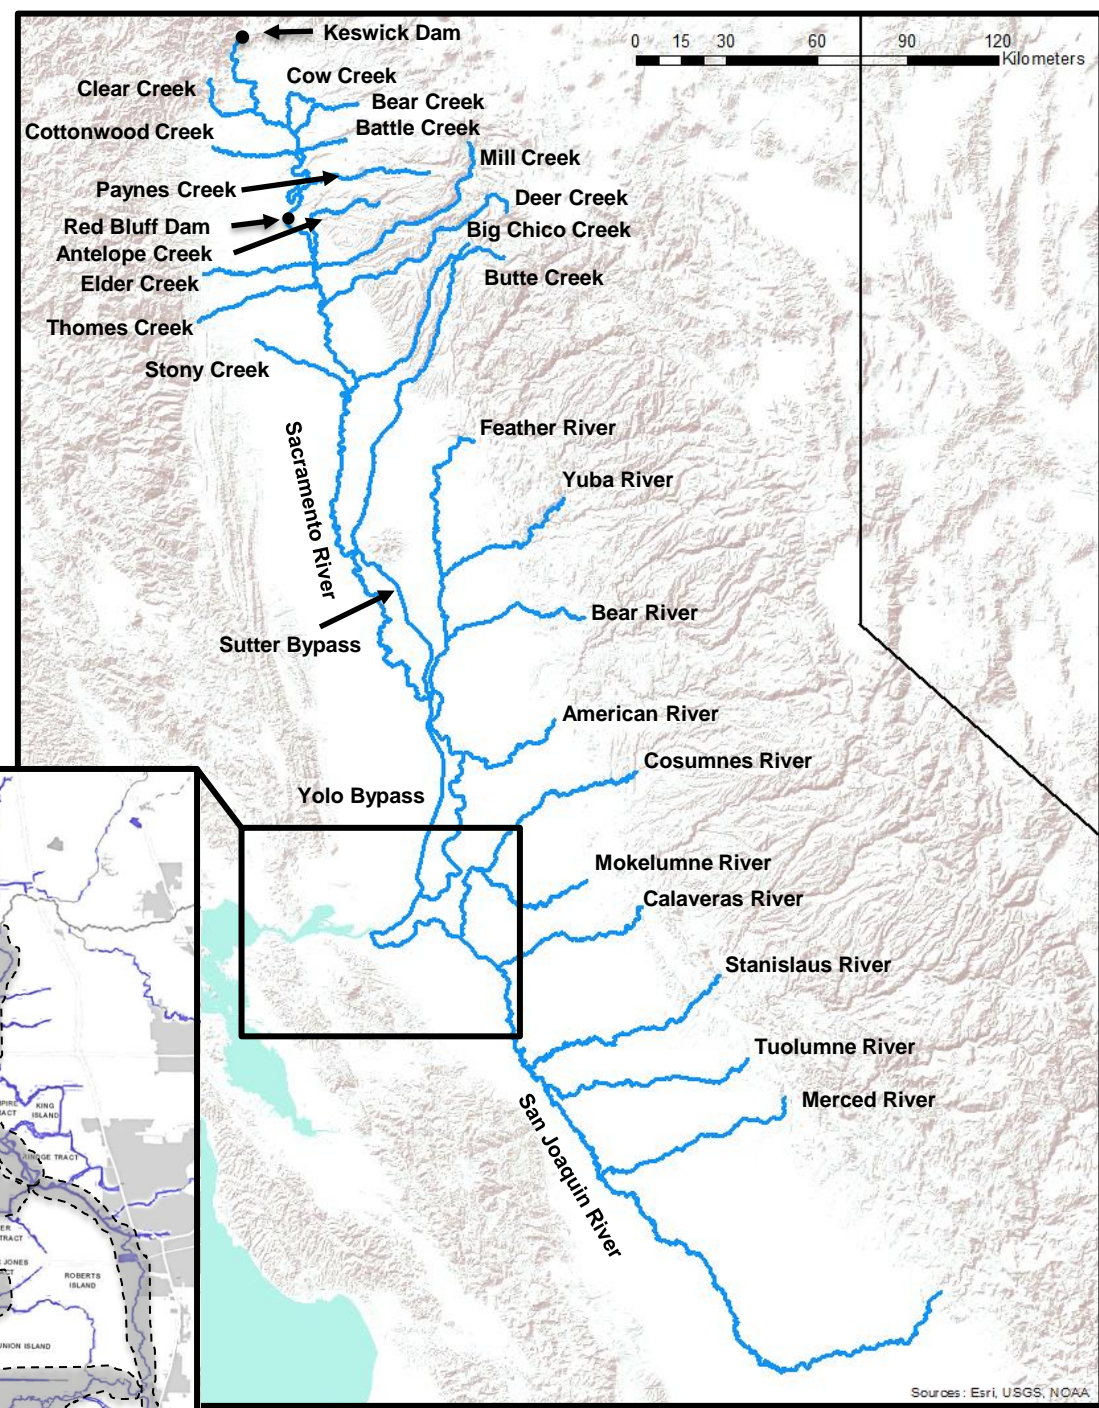 Keswick Dam
0 15 30 60 90 120
Kilometers
Clear Creek
Cow Creek
Bear Creek
Cottonwood Creek
Battle Creek
Mill Creek
Paynes Creek
Deer Creek
Red Bluff Dam
Big Chico Creek
Antelope Creek
Elder Creek
Butte Creek
Thomes Creek
Stony Creek
Sacramento River
Feather River
Yuba River
Sutter Bypass
Bear River
American River
Cosumnes River
Yolo Bypass
Mokelumne River
Calaveras River
Stanislaus River
Tuolumne River
Merced River
San Joaquin River
KING
ISLAND
TRACT
TRACT
JONES
ROBERTS
ISLAND
UNION ISLAND
Sources: Esri, USGS, NOAA